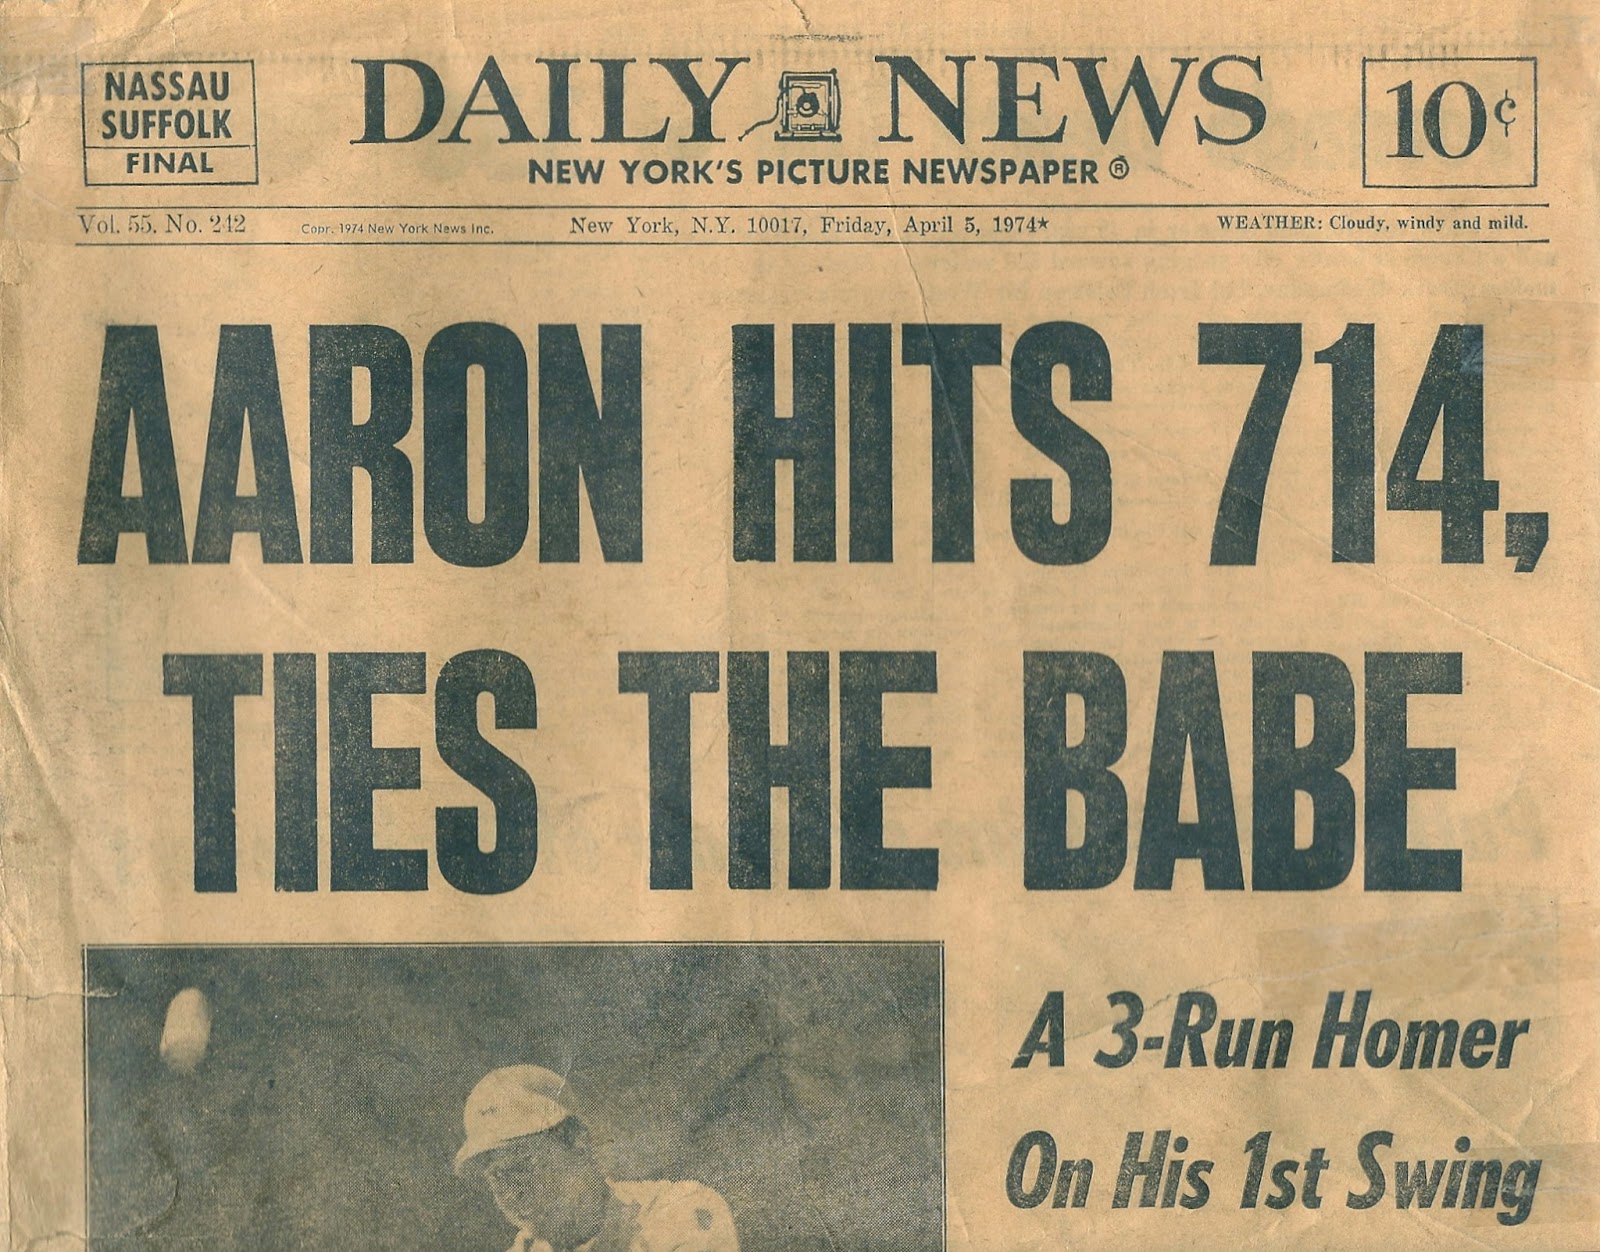 NASSAU
SUFFOLK
FINAL
DAILY NEWS
NEW YORK'S PICTURE NEWSPAPER ®
10¢
Vol. 55, No. 242 Copr. 1974 New York News Inc. New York, N.Y. 10017, Friday, April 5, 1974★ WEATHER: Cloudy, windy and mild.
AARON HITS 714,
TIES THE BABE
A 3-Run Homer
On His 1st Swing